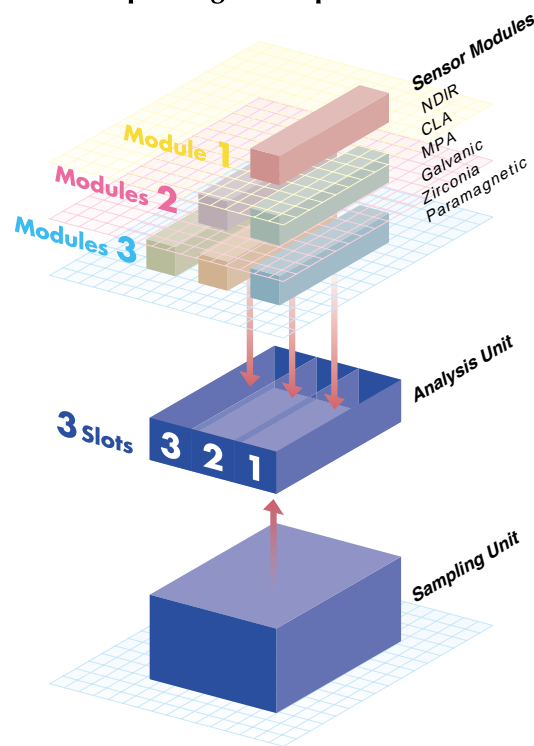 Sensor Modules
NDIR
CLA
MPA
Galvanic
Zirconia
Paramagnetic
Module 1
Modules 2
Modules 3
Analysis Unit
3 Slots
3 2 1
Sampling Unit